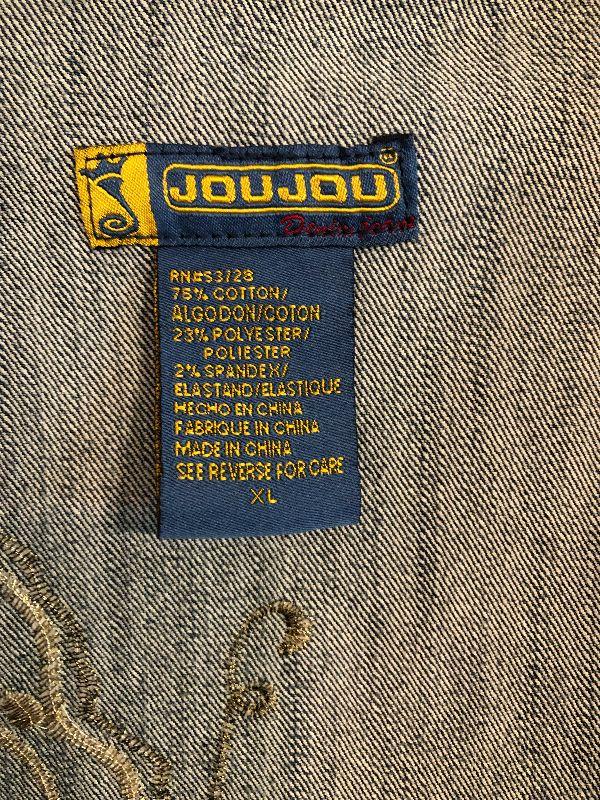 JOUJOU ®
RN#53728
75% COTTON/
ALGODON/COTON
23% POLYESTER/
POLIESTER
2% SPANDEX/
ELASTAND/ELASTIQUE
HECHO EN CHINA
FABRIQUE IN CHINA
MADE IN CHINA
SEE REVERSE FOR CARE
XL